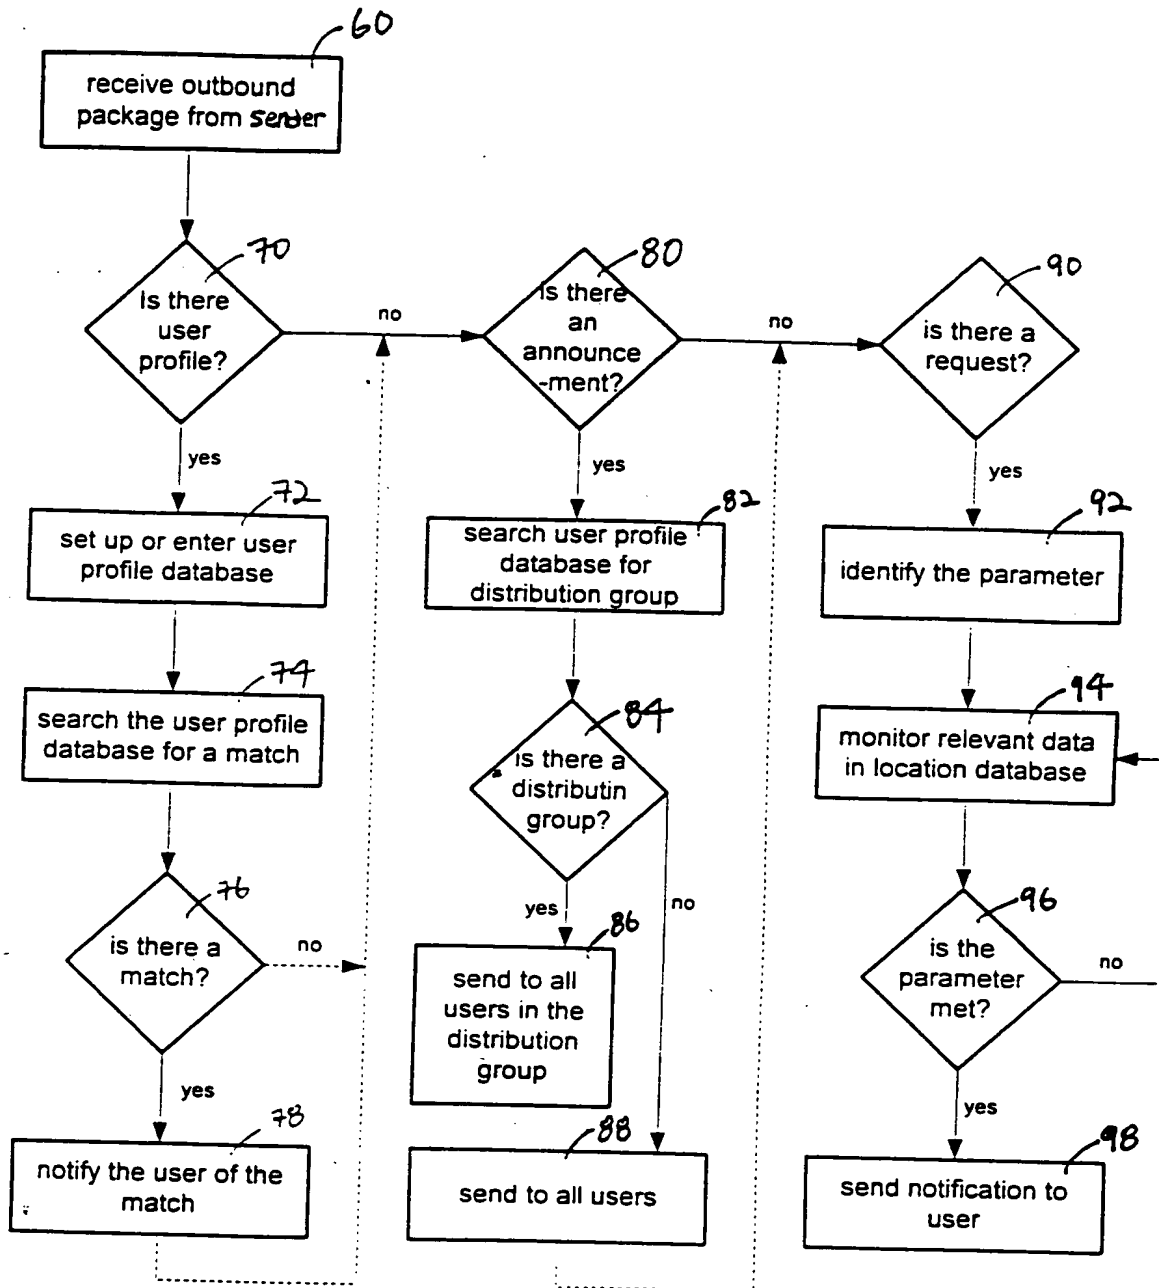 60
receive outbound
package from sender
70
Is there
user
profile?
no
yes
72
set up or enter user
profile database
74
search the user profile
database for a match
76
is there a
match?
no
yes
78
notify the user of the
match
80
is there
an
announce
-ment?
no
yes
82
search user profile
database for
distribution group
84
is there a
distributin
group?
yes
no
86
send to all
users in the
distribution
group
88
send to all users
90
is there a
request?
yes
92
identify the parameter
94
monitor relevant data
in location database
96
is the
parameter
met?
no
yes
98
send notification to
user